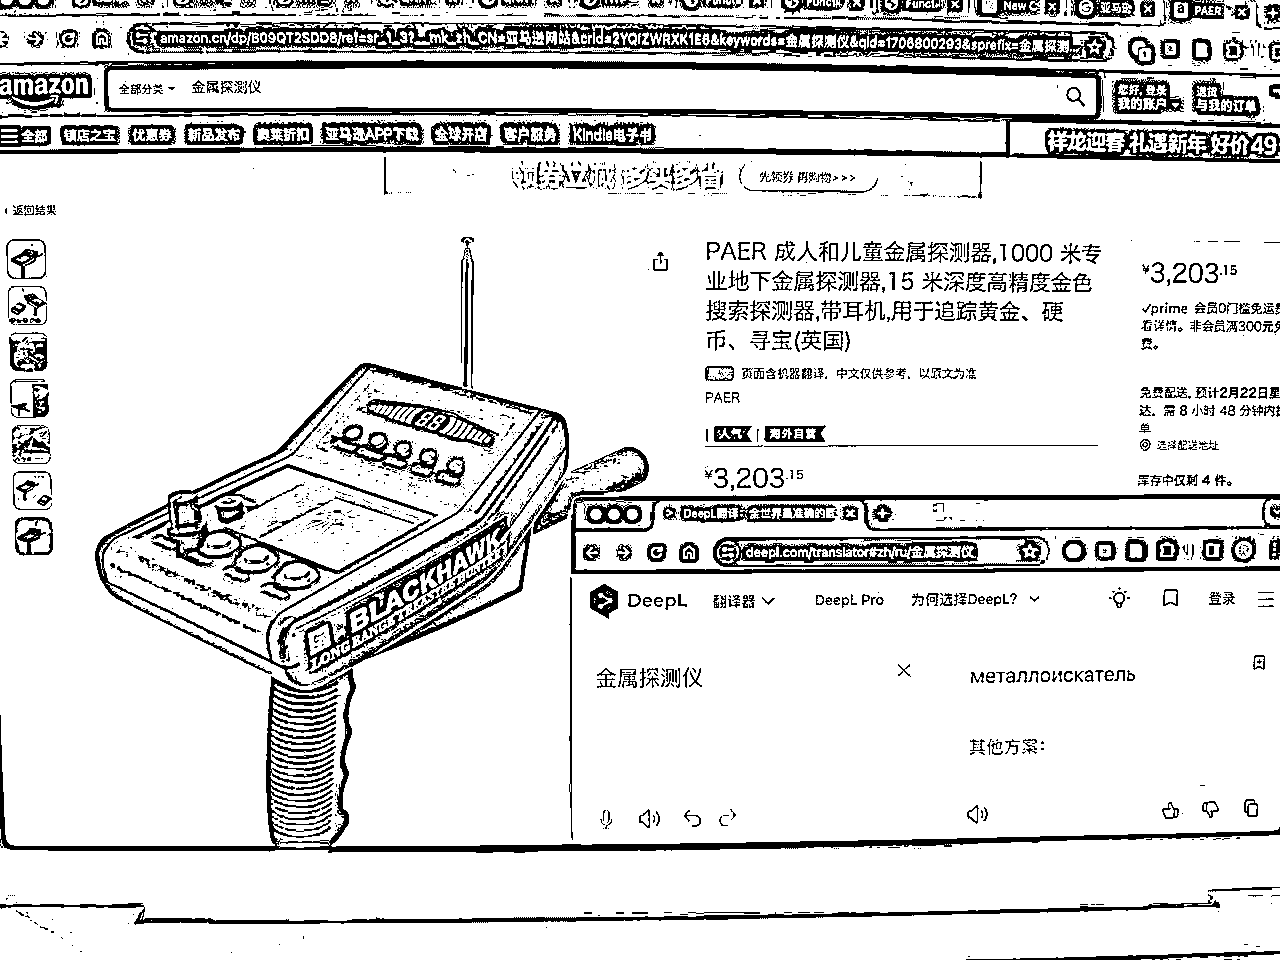 amazon.cn/dp/B09QT2SDD8/ref=sr_1_3?__mk_zh_CN=亚马逊网站&crid=2YQIZWRXK1E6&keywords=金属探测仪&qid=1706800293&sprefix=金属探测
amazon
全部分类
金属探测仪
您好, 登录
我的账户
退货
与我的订单
全部 镇店之宝 优惠券 新品发布 奥莱折扣 亚马逊APP下载 全球开店 客户服务 Kindle电子书
祥龙迎春 礼遇新年 好价49
领券立减 多买多省
先领券 再购物>>>
‹ 返回结果
PAER 成人和儿童金属探测器,1000 米专
业地下金属探测器,15 米深度高精度金色
搜索探测器,带耳机,用于追踪黄金、硬
币、寻宝(英国)
页面含机器翻译，中文仅供参考，以原文为准
PAER
人气
海外自营
¥3,203.15
¥3,203.15
prime 会员0门槛免运费
看详情。非会员满300元免
费。
免费配送, 预计2月22日星
达，需 8 小时 48 分钟内
单
选择配送地址
库存中仅剩 4 件。
88
BLACKHAWK
LONG RANGE TREASTER HUNTER
DeepL翻译：全世界最准确的翻
deepl.com/translator#zh/ru/金属探测仪
DeepL
翻译器
DeepL Pro
为何选择DeepL?
登录
金属探测仪
металлоискатель
其他方案：